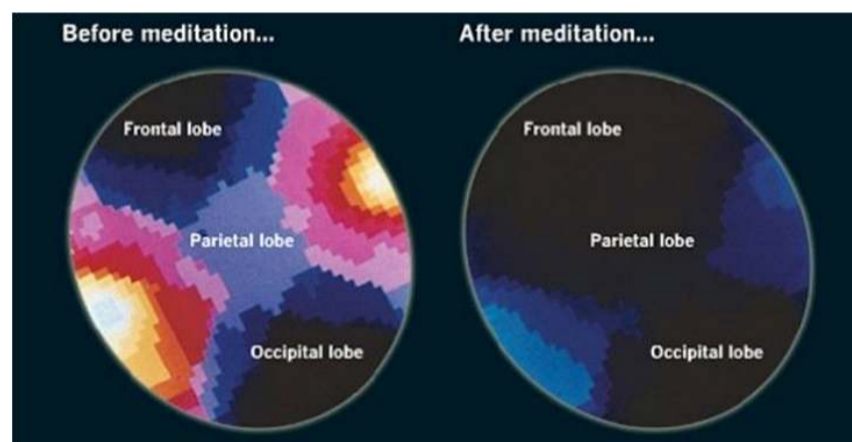 Before meditation...
After meditation...
Frontal lobe
Parietal lobe
Occipital lobe
Frontal lobe
Parietal lobe
Occipital lobe